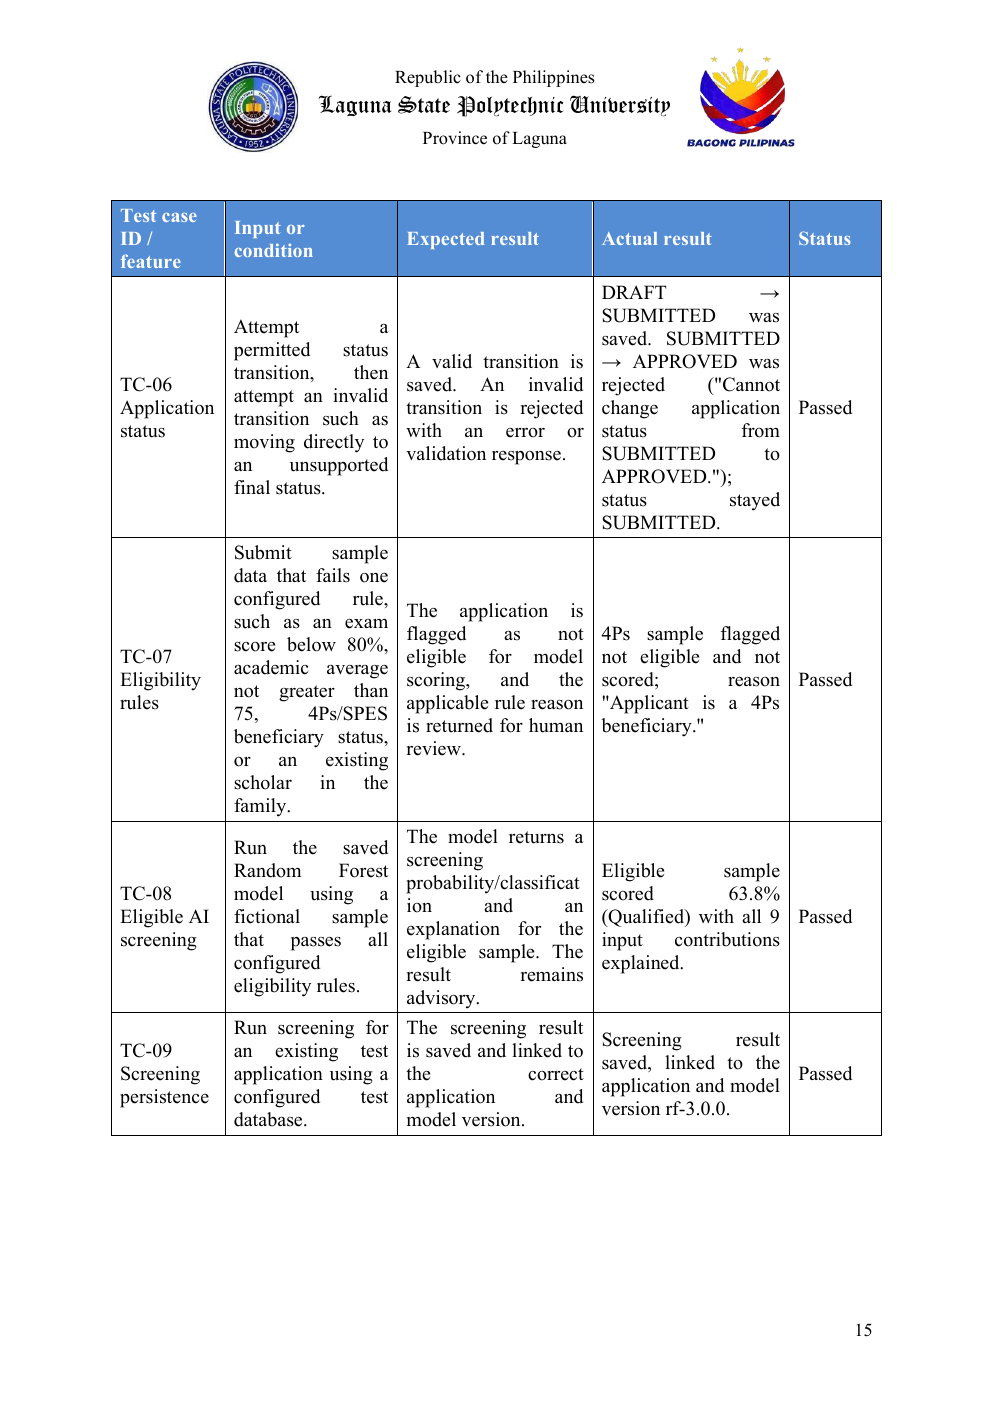 Republic of the Philippines
Laguna State Polytechnic University
Province of Laguna
LAGUNA STATE POLYTECHNIC UNIVERSITY
1952
BAGONG PILIPINAS
Test case
ID /
feature
Input or
condition
Expected result
Actual result
Status
TC-06
Application
status
Attempt a
permitted status
transition, then
attempt an invalid
transition such as
moving directly to
an unsupported
final status.
A valid transition is
saved. An invalid
transition is rejected
with an error or
validation response.
DRAFT →
SUBMITTED was
saved. SUBMITTED
→ APPROVED was
rejected ("Cannot
change application
status from
SUBMITTED to
APPROVED.");
status stayed
SUBMITTED.
Passed
TC-07
Eligibility
rules
Submit sample
data that fails one
configured rule,
such as an exam
score below 80%,
academic average
not greater than
75, 4Ps/SPES
beneficiary status,
or an existing
scholar in the
family.
The application is
flagged as not
eligible for model
scoring, and the
applicable rule reason
is returned for human
review.
4Ps sample flagged
not eligible and not
scored; reason
"Applicant is a 4Ps
beneficiary."
Passed
TC-08
Eligible AI
screening
Run the saved
Random Forest
model using a
fictional sample
that passes all
configured
eligibility rules.
The model returns a
screening
probability/classificat
ion and an
explanation for the
eligible sample. The
result remains
advisory.
Eligible sample
scored 63.8%
(Qualified) with all 9
input contributions
explained.
Passed
TC-09
Screening
persistence
Run screening for
an existing test
application using a
configured test
database.
The screening result
is saved and linked to
the correct
application and
model version.
Screening result
saved, linked to the
application and model
version rf-3.0.0.
Passed
15